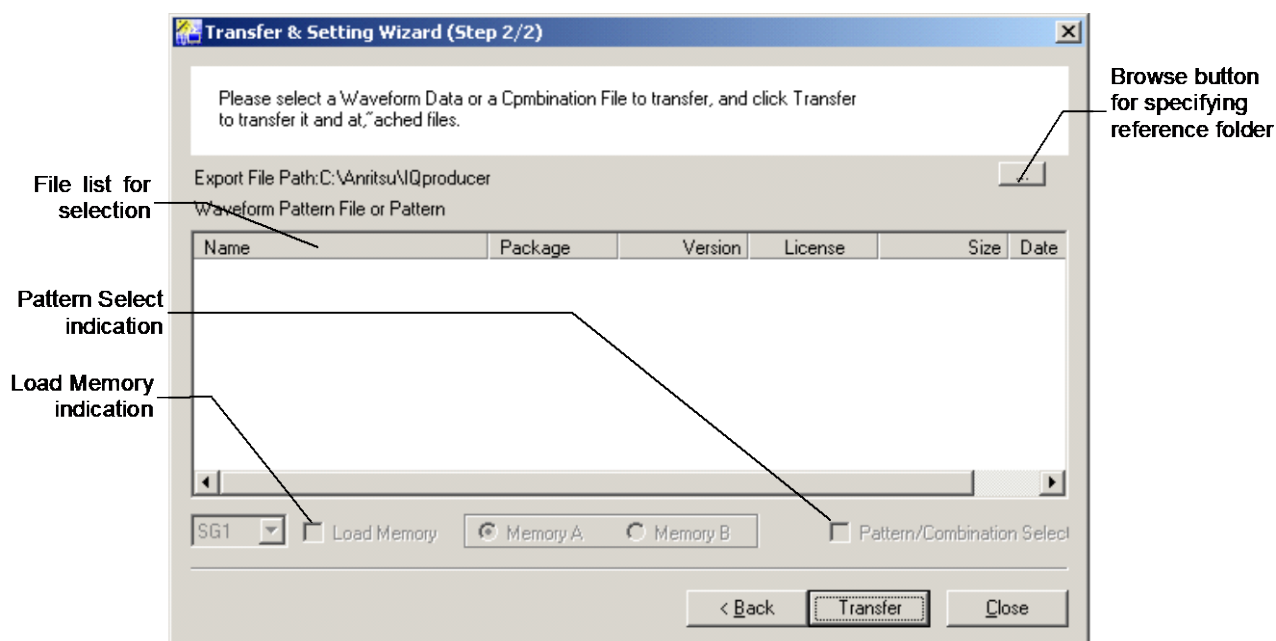 Transfer & Setting Wizard (Step 2/2)
Please select a Waveform Data or a Cpmbination File to transfer, and click Transfer
to transfer it and at,˜ached files.
Browse button
for specifying
reference folder
Export File Path:C:\Anritsu\IQproducer
...
File list for
selection
Waveform Pattern File or Pattern
Name Package Version License Size Date
Pattern Select
indication
Load Memory
indication
SG1 Load Memory Memory A Memory B Pattern/Combination Select
< Back Transfer Close